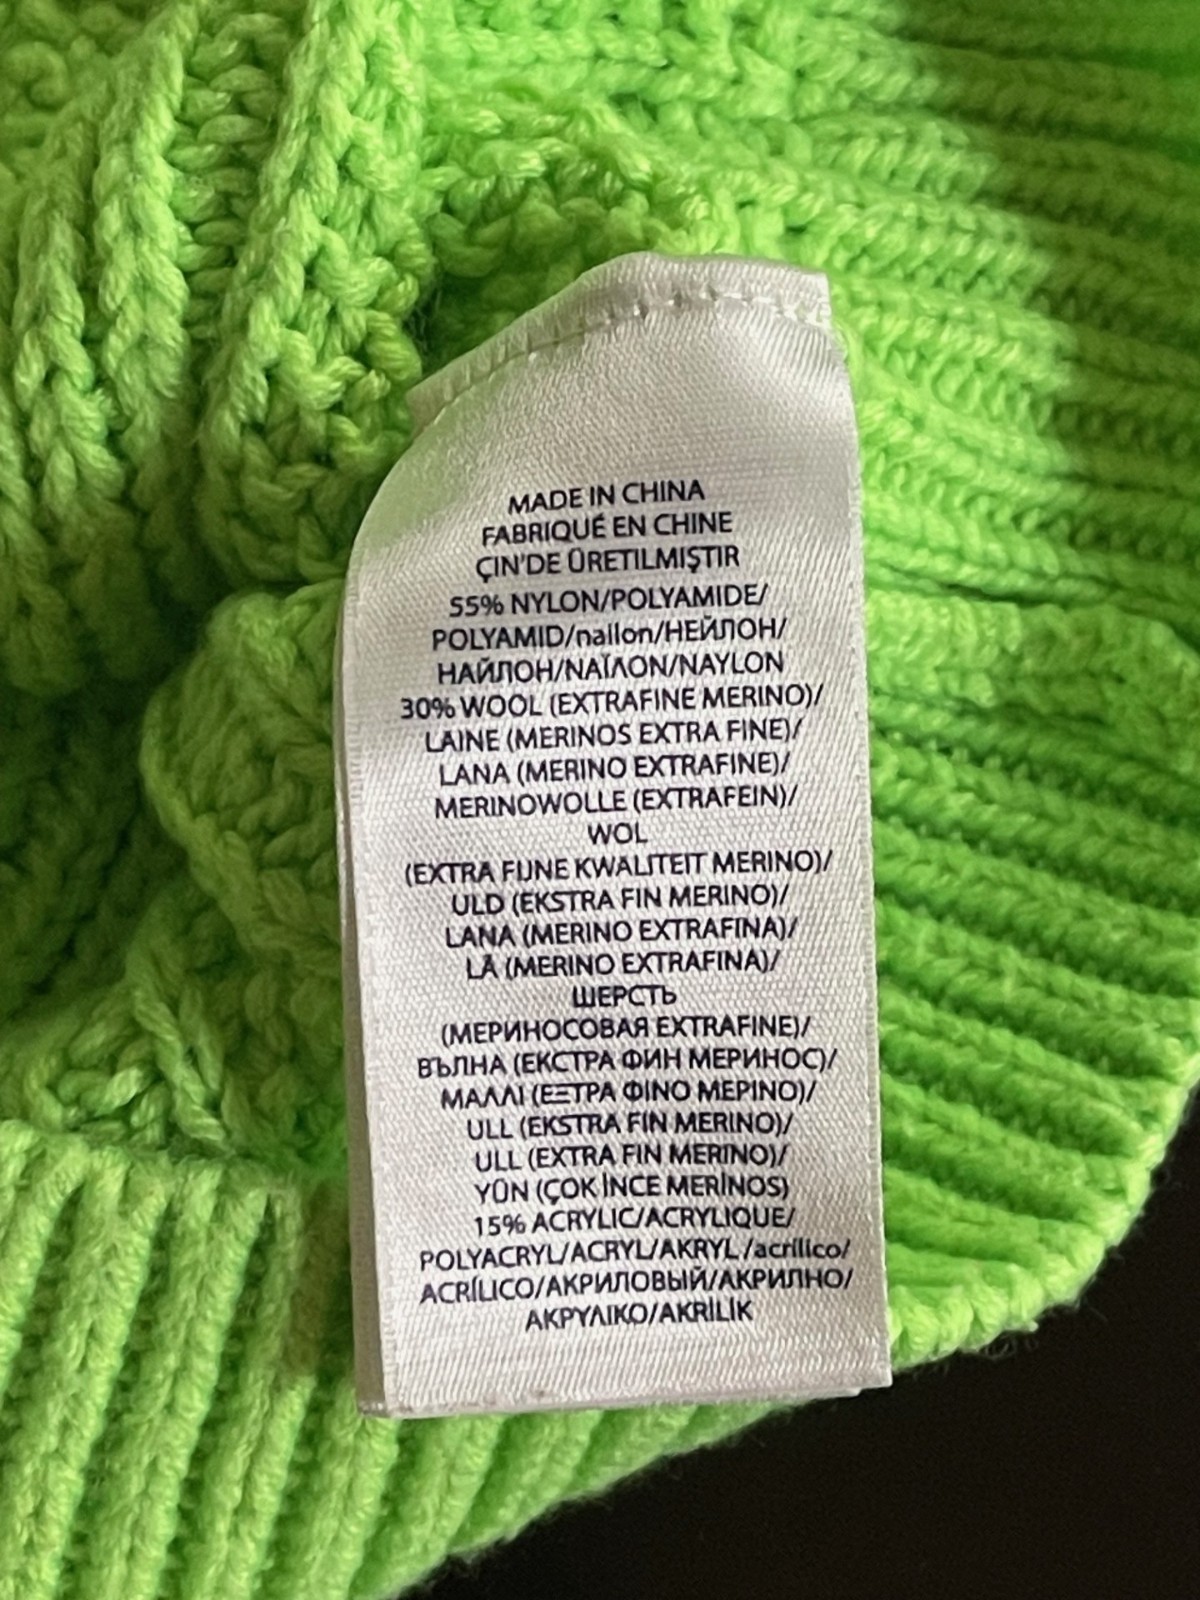 MADE IN CHINA
FABRIQUÉ EN CHINE
ÇIN'DE ÜRETILMIŞTIR
55% NYLON/POLYAMIDE/
POLYAMID/nailon/НЕЙЛОН/
НАЙЛОН/ΝΑΪΛΟΝ/NAYLON
30% WOOL (EXTRAFINE MERINO)/
LAINE (MERINOS EXTRA FINE)/
LANA (MERINO EXTRAFINE)/
MERINOWOLLE (EXTRAFEIN)/
WOL
(EXTRA FIJNE KWALITEIT MERINO)/
ULD (EKSTRA FIN MERINO)/
LANA (MERINO EXTRAFINA)/
LÃ (MERINO EXTRAFINA)/
ШЕРСТЬ
(МЕРИНОСОВАЯ EXTRAFINE)/
ВЪЛНА (ЕКСТРА ФИН МЕРИНОС)/
ΜΑΛΛΙ (ΕΞΤΡΑ ΦΙΝΟ ΜΕΡΙΝΟ)/
ULL (EKSTRA FIN MERINO)/
ULL (EXTRA FIN MERINO)/
YÜN (ÇOK İNCE MERİNOS)
15% ACRYLIC/ACRYLIQUE/
POLYACRYL/ACRYL/AKRYL/acrílico/
ACRÍLICO/АКРИЛОВЫЙ/АКРИЛНО/
ΑΚΡΥΛΙΚΟ/AKRİLİK